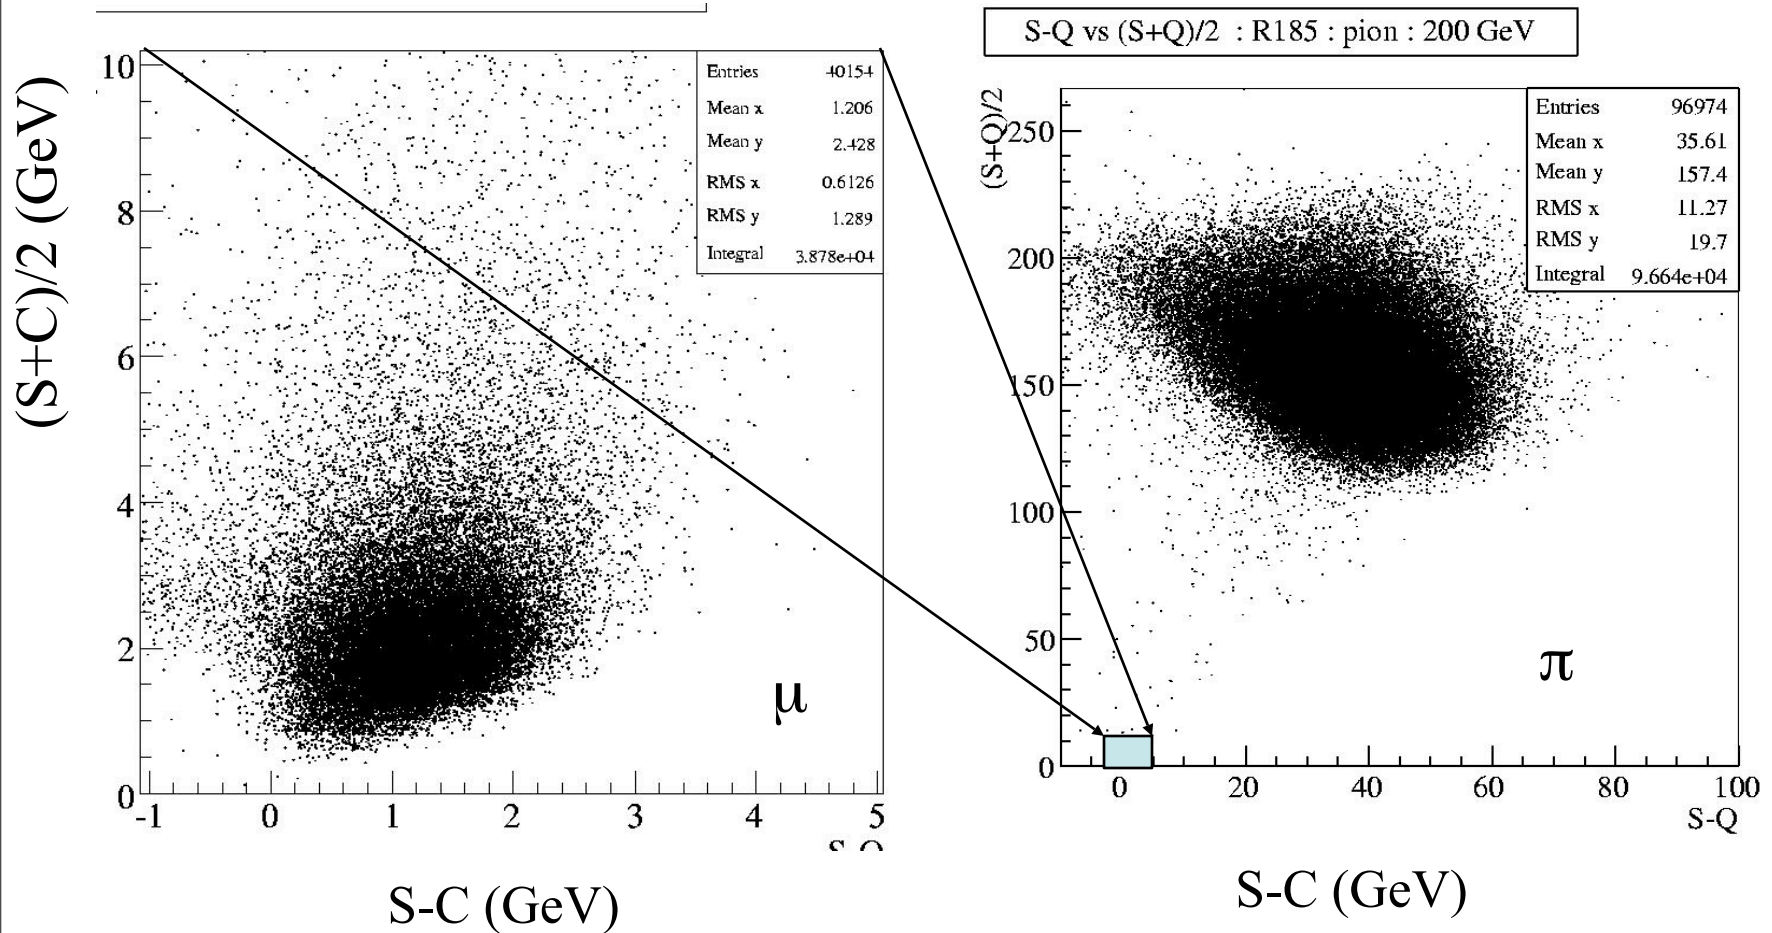 (S+C)/2 (GeV)
10
8
6
4
2
0
-1 0 1 2 3 4 5
Entries 40154
Mean x 1.206
Mean y 2.428
RMS x 0.6126
RMS y 1.289
Integral 3.878e+04
μ
S-C (GeV)
S-Q vs (S+Q)/2 : R185 : pion : 200 GeV
(S+Q)/2
250
200
150
100
50
0
0 20 40 60 80 100
S-Q
Entries 96974
Mean x 35.61
Mean y 157.4
RMS x 11.27
RMS y 19.7
Integral 9.664e+04
π
S-C (GeV)